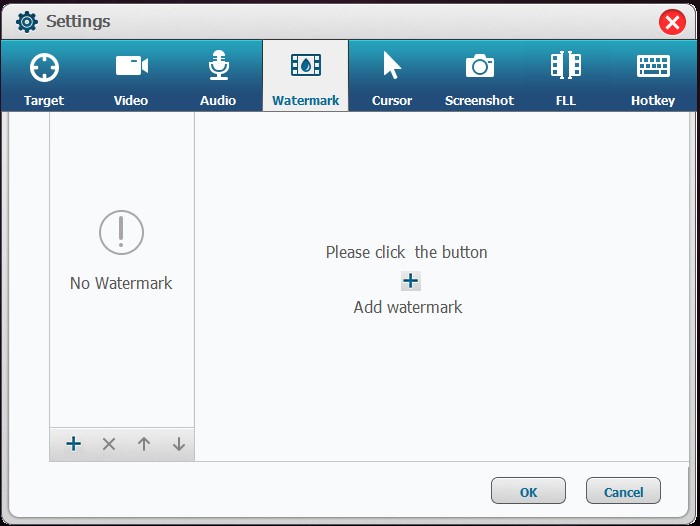 Settings
Target Video Audio Watermark Cursor Screenshot FLL Hotkey
No Watermark
Please click the button
Add watermark
OK Cancel